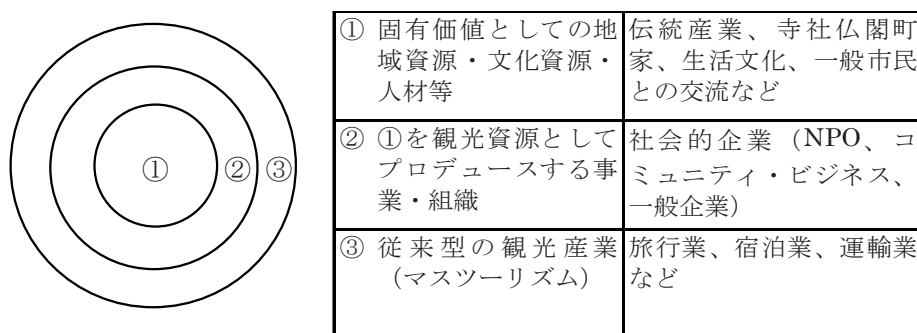 ①
②
③
① 固有価値としての地
域資源・文化資源・
人材等
伝統産業、寺社仏閣町
家、生活文化、一般市民
との交流など
② ①を観光資源として
プロデュースする事
業・組織
社会的企業（NPO、コ
ミュニティ・ビジネス、
一般企業）
③ 従来型の観光産業
（マスツーリズム）
旅行業、宿泊業、運輸業
など